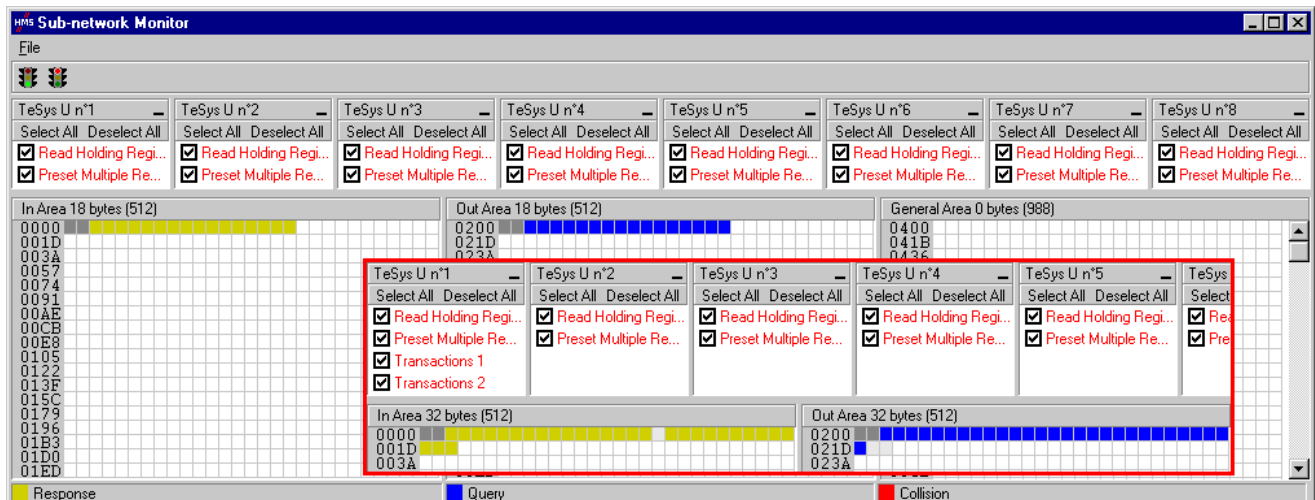 HMS Sub-network Monitor
File
TeSys U n°1 TeSys U n°2 TeSys U n°3 TeSys U n°4 TeSys U n°5 TeSys U n°6 TeSys U n°7 TeSys U n°8
Select All Deselect All Select All Deselect All Select All Deselect All Select All Deselect All Select All Deselect All Select All Deselect All Select All Deselect All Select All Deselect All
Read Holding Regi... Read Holding Regi... Read Holding Regi... Read Holding Regi... Read Holding Regi... Read Holding Regi... Read Holding Regi... Read Holding Regi...
Preset Multiple Re... Preset Multiple Re... Preset Multiple Re... Preset Multiple Re... Preset Multiple Re... Preset Multiple Re... Preset Multiple Re... Preset Multiple Re...
In Area 18 bytes (512) Out Area 18 bytes (512) General Area 0 bytes (988)
0000 0200 0400
001D 021D 041B
003A 023A 0436
0057
0074
0091
00AE
00CB
00E8
0105
0122
013F
015C
0179
0196
01B3
01D0
01ED
TeSys U n°1 TeSys U n°2 TeSys U n°3 TeSys U n°4 TeSys U n°5 TeSys
Select All Deselect All Select All Deselect All Select All Deselect All Select All Deselect All Select All Deselect All Select
Read Holding Regi... Read Holding Regi... Read Holding Regi... Read Holding Regi... Read Holding Regi... Rea
Preset Multiple Re... Preset Multiple Re... Preset Multiple Re... Preset Multiple Re... Preset Multiple Re... Pre
Transactions 1
Transactions 2
In Area 32 bytes (512) Out Area 32 bytes (512)
0000 0200
001D 021D
003A 023A
Response Query Collision